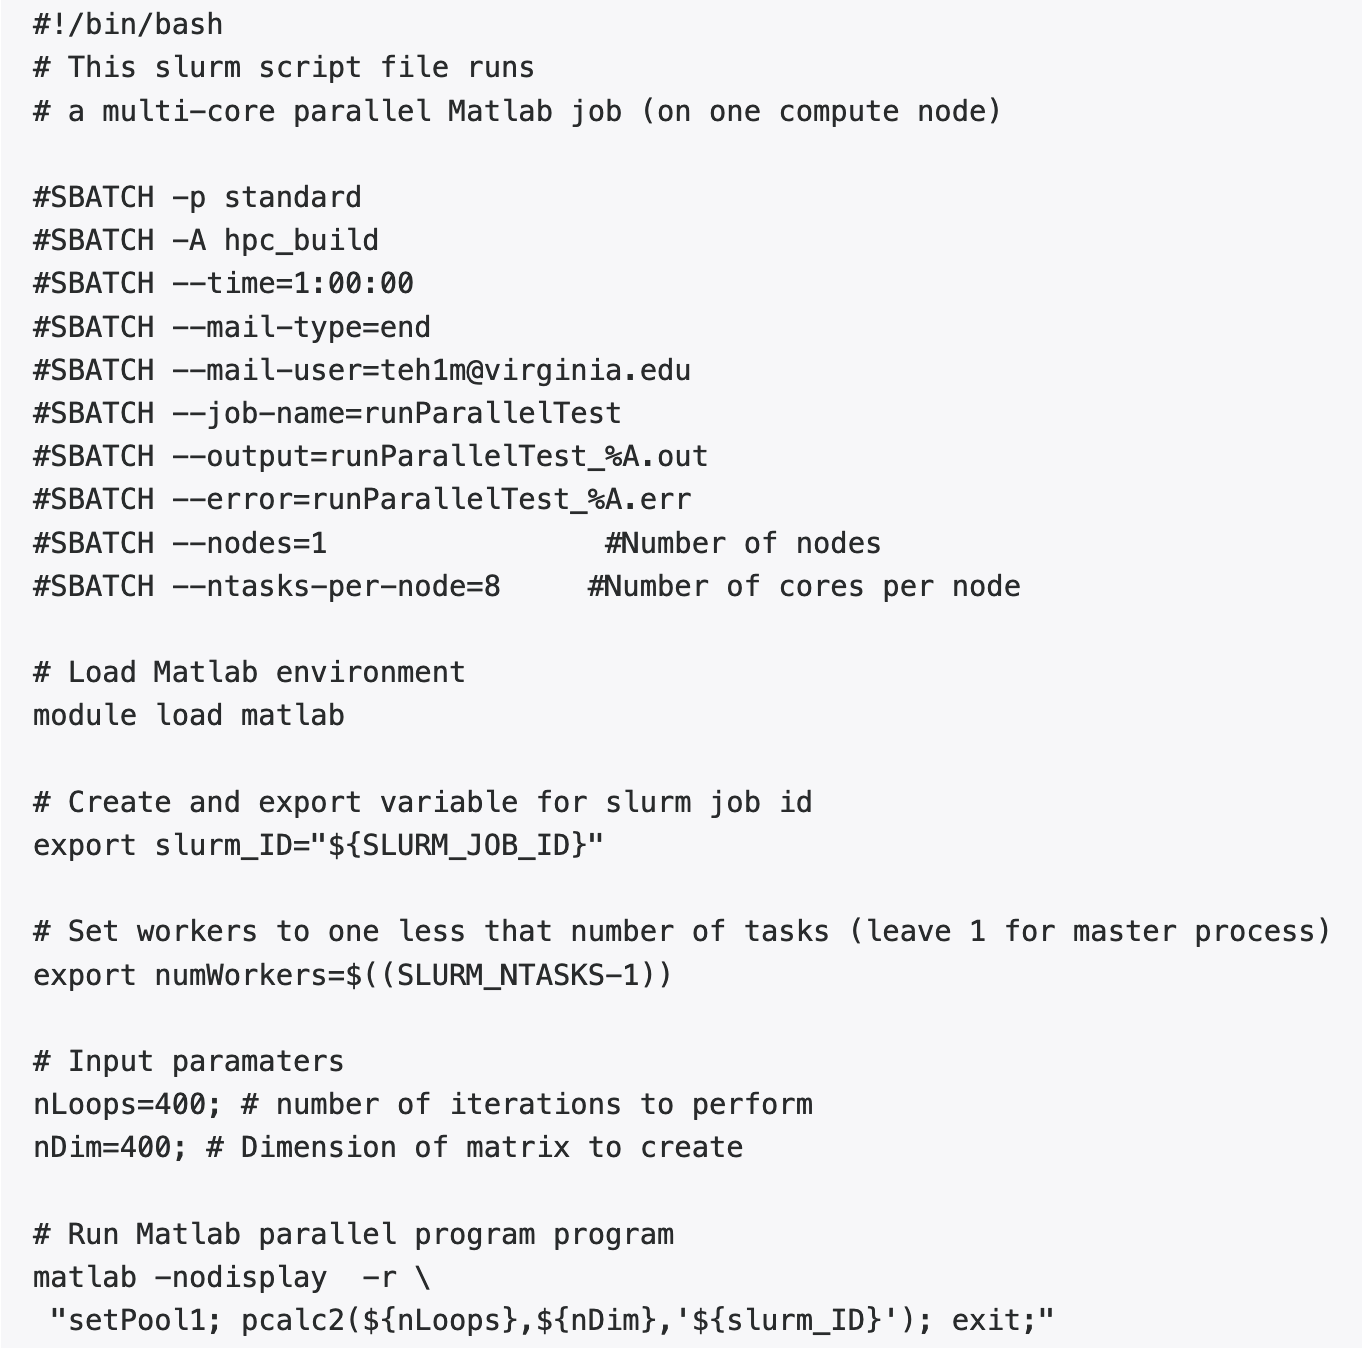 #!/bin/bash
# This slurm script file runs
# a multi-core parallel Matlab job (on one compute node)
#SBATCH -p standard
#SBATCH -A hpc_build
#SBATCH --time=1:00:00
#SBATCH --mail-type=end
#SBATCH --mail-user=teh1m@virginia.edu
#SBATCH --job-name=runParallelTest
#SBATCH --output=runParallelTest_%A.out
#SBATCH --error=runParallelTest_%A.err
#SBATCH --nodes=1                #Number of nodes
#SBATCH --ntasks-per-node=8     #Number of cores per node
# Load Matlab environment
module load matlab
# Create and export variable for slurm job id
export slurm_ID="${SLURM_JOB_ID}"
# Set workers to one less that number of tasks (leave 1 for master process)
export numWorkers=$((SLURM_NTASKS-1))
# Input paramaters
nLoops=400; # number of iterations to perform
nDim=400; # Dimension of matrix to create
# Run Matlab parallel program program
matlab -nodisplay  -r \
 "setPool1; pcalc2(${nLoops},${nDim},'${slurm_ID}'); exit;"